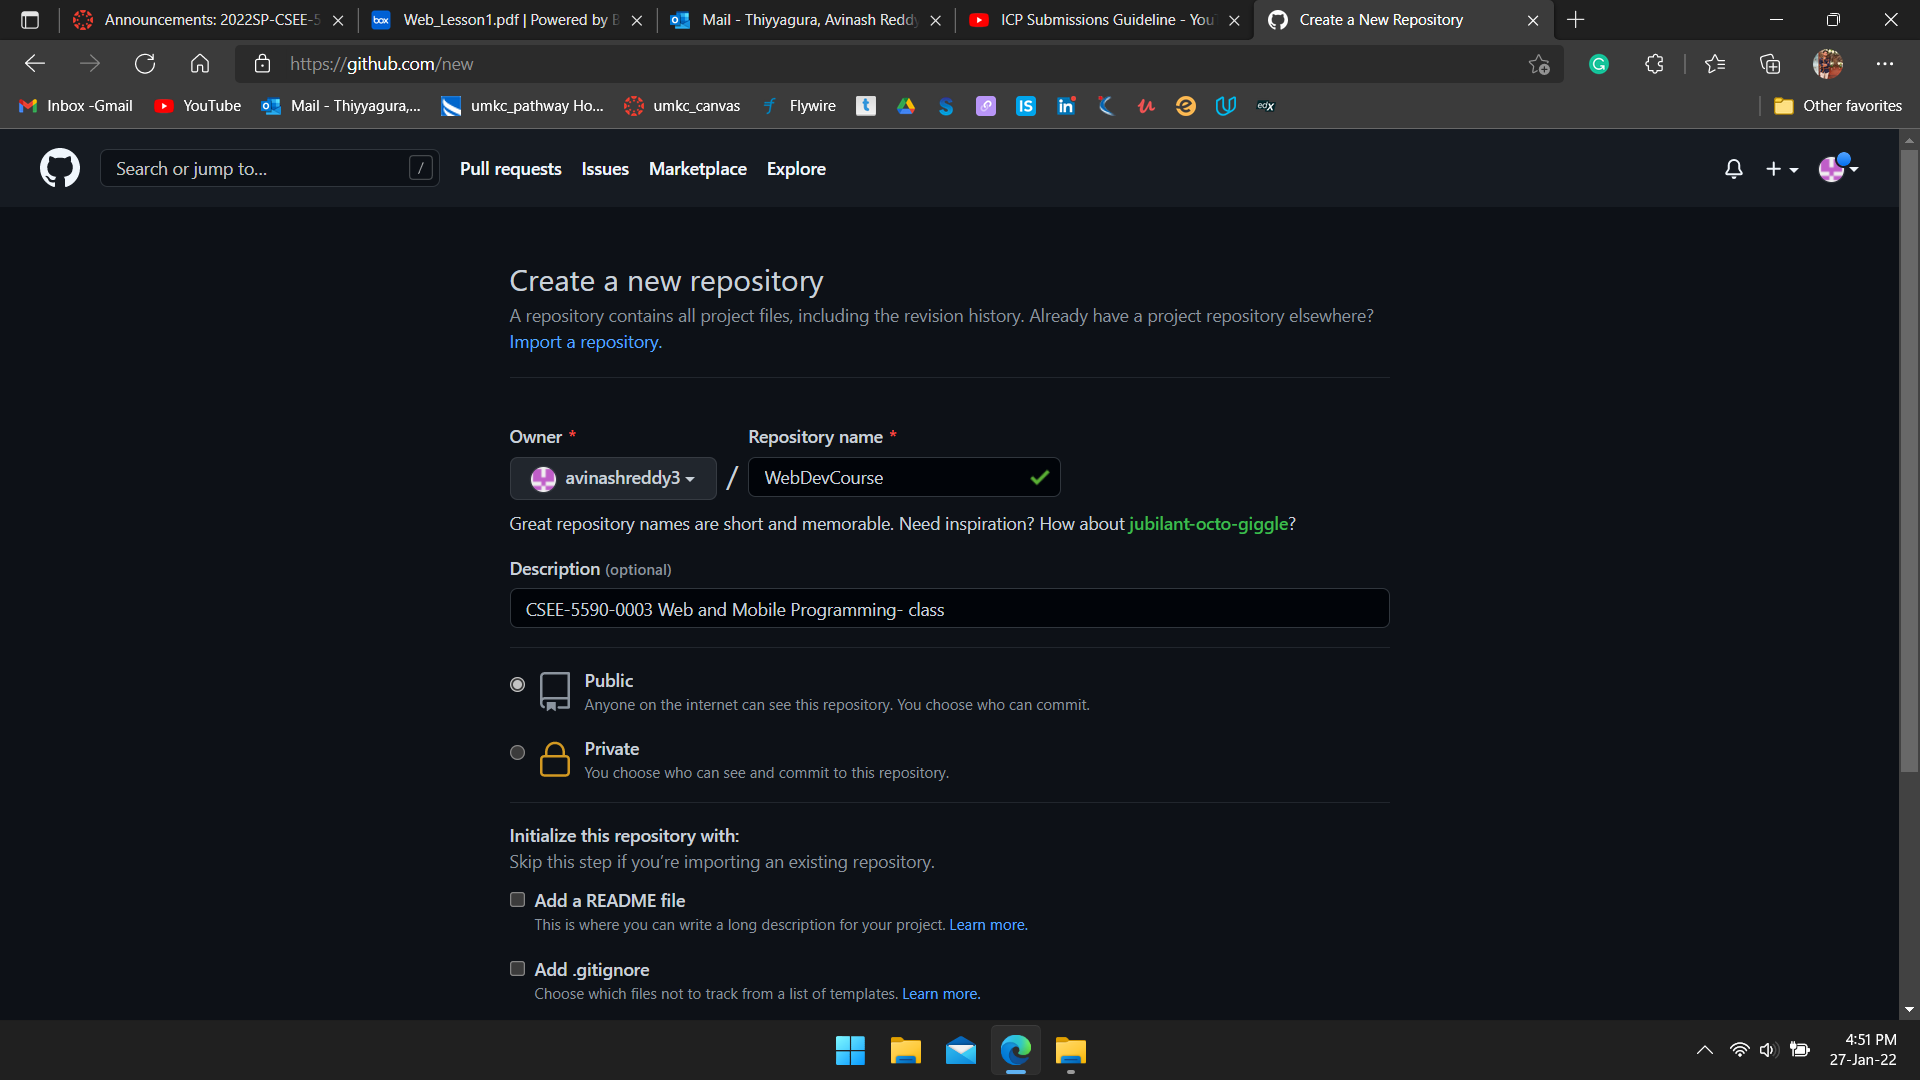 Announcements: 2022SP-CSEE-5
Web_Lesson1.pdf | Powered by B
Mail - Thiyyagura, Avinash Reddy
ICP Submissions Guideline - You
Create a New Repository
https://github.com/new
Inbox -Gmail
YouTube
Mail - Thiyyagura,...
umkc_pathway Ho...
umkc_canvas
Flywire
t
S
IS
in
edX
Other favorites
Search or jump to...
/
Pull requests
Issues
Marketplace
Explore
Create a new repository
A repository contains all project files, including the revision history. Already have a project repository elsewhere?
Import a repository.
Owner *
Repository name *
avinashreddy3
/
WebDevCourse
Great repository names are short and memorable. Need inspiration? How about jubilant-octo-giggle?
Description (optional)
CSEE-5590-0003 Web and Mobile Programming- class
Public
Anyone on the internet can see this repository. You choose who can commit.
Private
You choose who can see and commit to this repository.
Initialize this repository with:
Skip this step if you're importing an existing repository.
Add a README file
This is where you can write a long description for your project. Learn more.
Add .gitignore
Choose which files not to track from a list of templates. Learn more.
4:51 PM
27-Jan-22